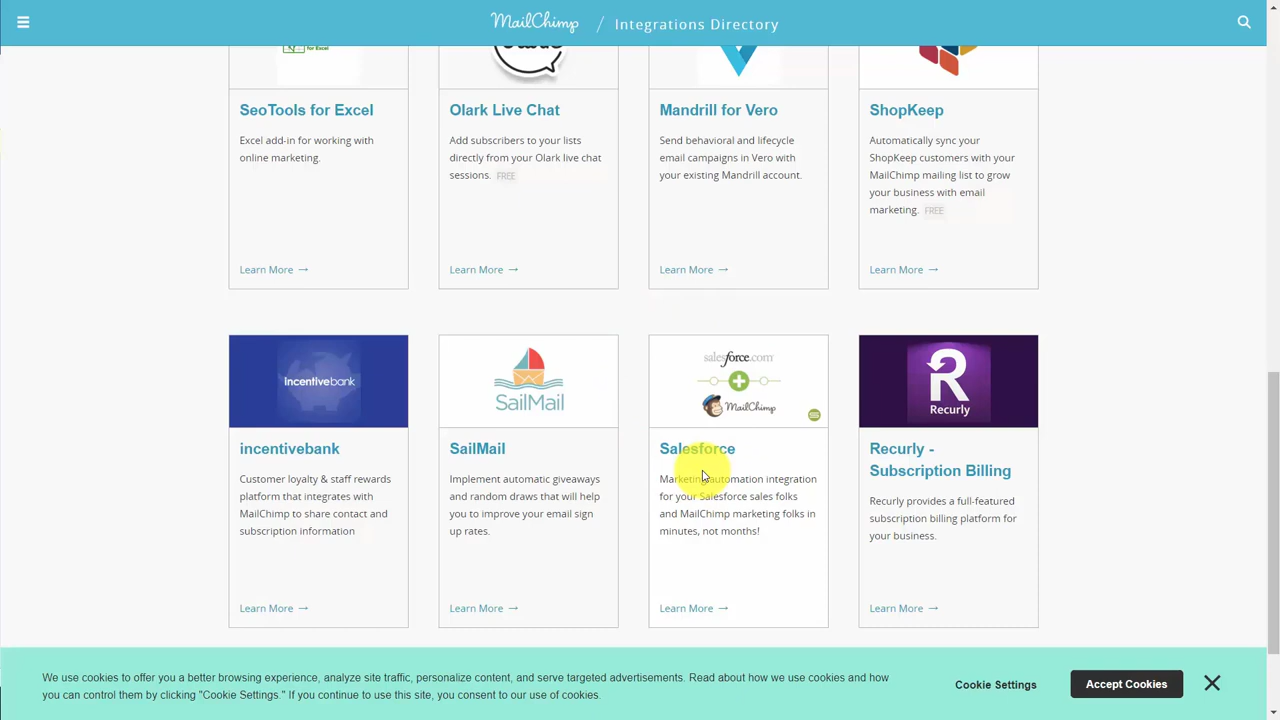 MailChimp / Integrations Directory
for Excel
SeoTools for Excel
Excel add-in for working with
online marketing.
Learn More →
Olark Live Chat
Add subscribers to your lists
directly from your Olark live chat
sessions. FREE
Learn More →
Mandrill for Vero
Send behavioral and lifecycle
email campaigns in Vero with
your existing Mandrill account.
Learn More →
ShopKeep
Automatically sync your
ShopKeep customers with your
MailChimp mailing list to grow
your business with email
marketing. FREE
Learn More →
incentivebank
incentivebank
Customer loyalty & staff rewards
platform that integrates with
MailChimp to share contact and
subscription information
Learn More →
SailMail
SailMail
Implement automatic giveaways
and random draws that will help
you to improve your email sign
up rates.
Learn More →
salesforce.com
MailChimp
Salesforce
Marketing automation integration
for your Salesforce sales folks
and MailChimp marketing folks in
minutes, not months!
Learn More →
R
Recurly
Recurly -
Subscription Billing
Recurly provides a full-featured
subscription billing platform for
your business.
Learn More →
We use cookies to offer you a better browsing experience, analyze site traffic, personalize content, and serve targeted advertisements. Read about how we use cookies and how
you can control them by clicking "Cookie Settings." If you continue to use this site, you consent to our use of cookies.
Cookie Settings
Accept Cookies